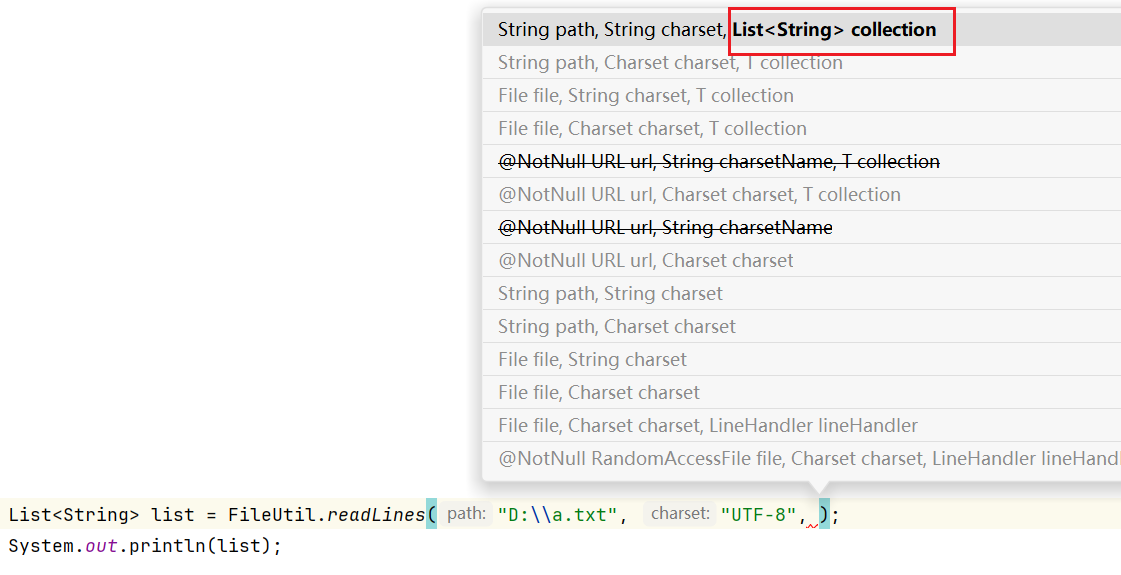 String path, String charset, List<String> collection
String path, Charset charset, T collection
File file, String charset, T collection
File file, Charset charset, T collection
@NotNull URL url, String charsetName, T collection
@NotNull URL url, Charset charset, T collection
@NotNull URL url, String charsetName
@NotNull URL url, Charset charset
String path, String charset
String path, Charset charset
File file, String charset
File file, Charset charset
File file, Charset charset, LineHandler lineHandler
@NotNull RandomAccessFile file, Charset charset, LineHandler lineHandl
List<String> list = FileUtil.readLines( path: "D:\\a.txt", charset: "UTF-8", );
System.out.println(list);